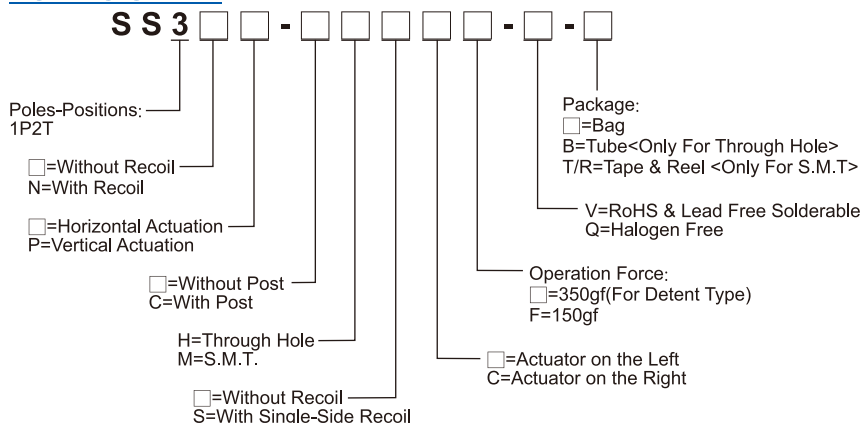 SS3□□-□□□□□-□-□
Poles-Positions:
1P2T
□=Without Recoil
N=With Recoil
□=Horizontal Actuation
P=Vertical Actuation
□=Without Post
C=With Post
H=Through Hole
M=S.M.T.
□=Without Recoil
S=With Single-Side Recoil
Package:
□=Bag
B=Tube<Only For Through Hole>
T/R=Tape & Reel <Only For S.M.T>
V=RoHS & Lead Free Solderable
Q=Halogen Free
Operation Force:
□=350gf(For Detent Type)
F=150gf
□=Actuator on the Left
C=Actuator on the Right